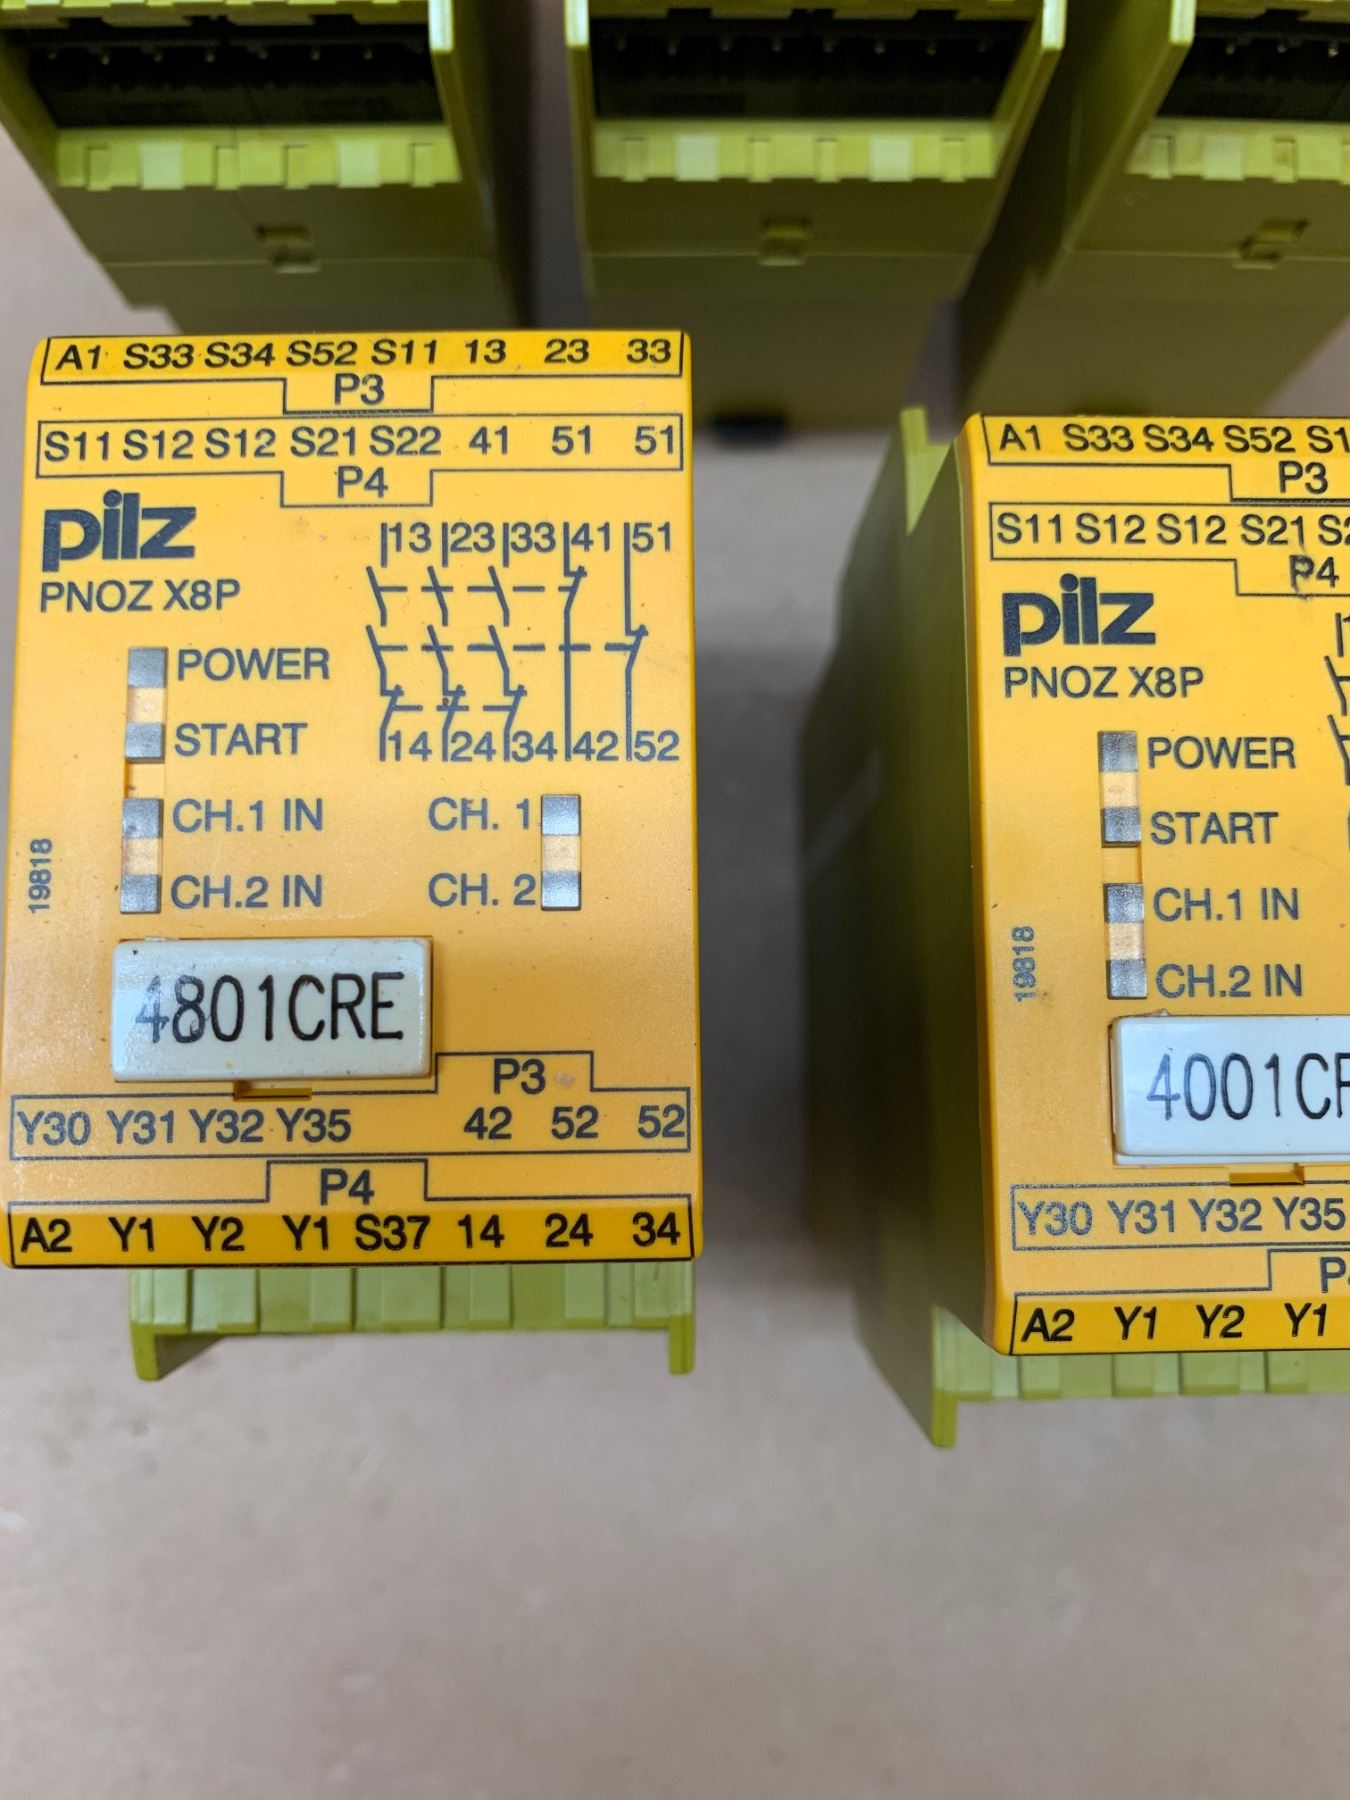 A1 S33 S34 S52 S11 13 23 33
P3
S11 S12 S12 S21 S22 41 51 51
P4
pilz
PNOZ X8P
13 23 33 41 51
POWER
START
14 24 34 42 52
CH.1 IN CH. 1
CH.2 IN CH. 2
19818
4801CRE
P3
Y30 Y31 Y32 Y35 42 52 52
P4
A2 Y1 Y2 Y1 S37 14 24 34
A1 S33 S34 S52
P3
S11 S12 S12 S21
P4
pilz
PNOZ X8P
POWER
START
CH.1 IN
CH.2 IN
19818
4001C
Y30 Y31 Y32 Y35
A2 Y1 Y2 Y1